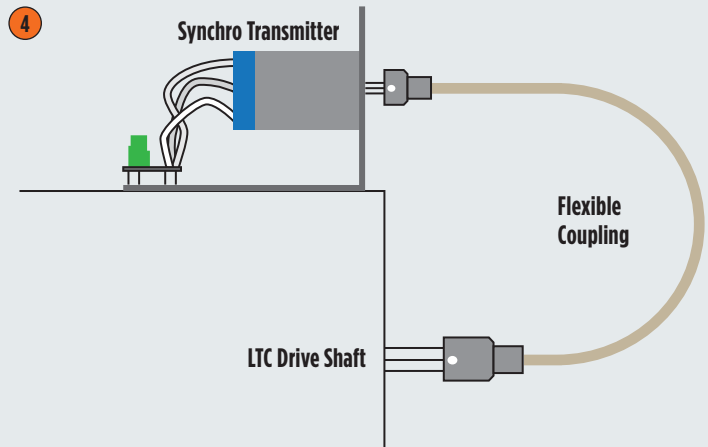 4
Synchro Transmitter
Flexible
Coupling
LTC Drive Shaft